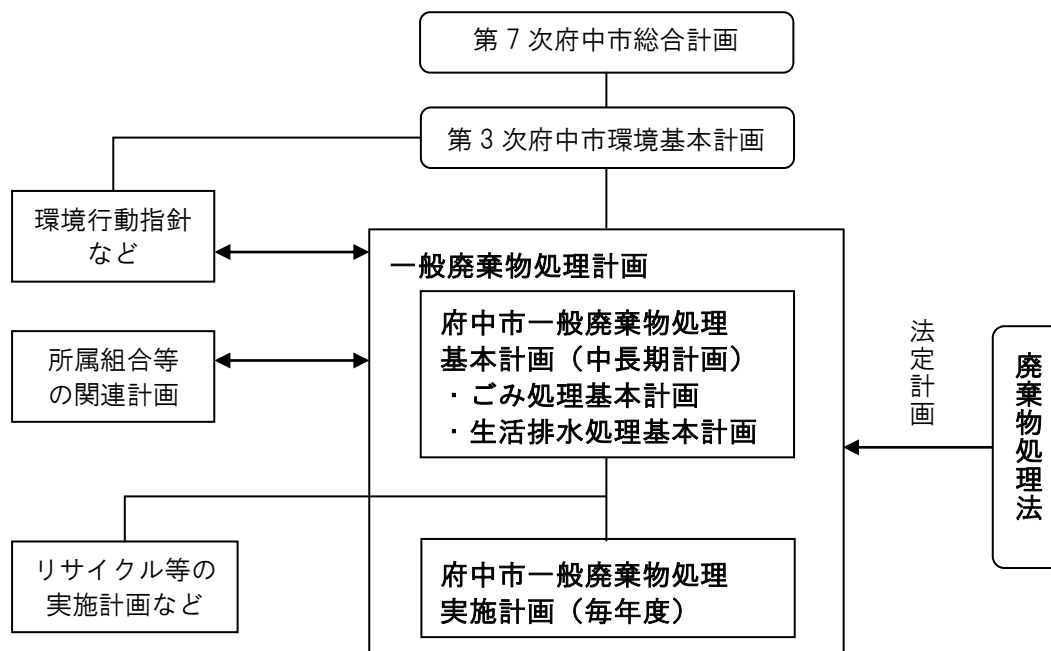 第７次府中市総合計画
第３次府中市環境基本計画
環境行動指針
など
一般廃棄物処理計画
府中市一般廃棄物処理
基本計画（中長期計画）
・ごみ処理基本計画
・生活排水処理基本計画
所属組合等
の関連計画
法定計画
廃棄物処理法
リサイクル等の
実施計画など
府中市一般廃棄物処理
実施計画（毎年度）